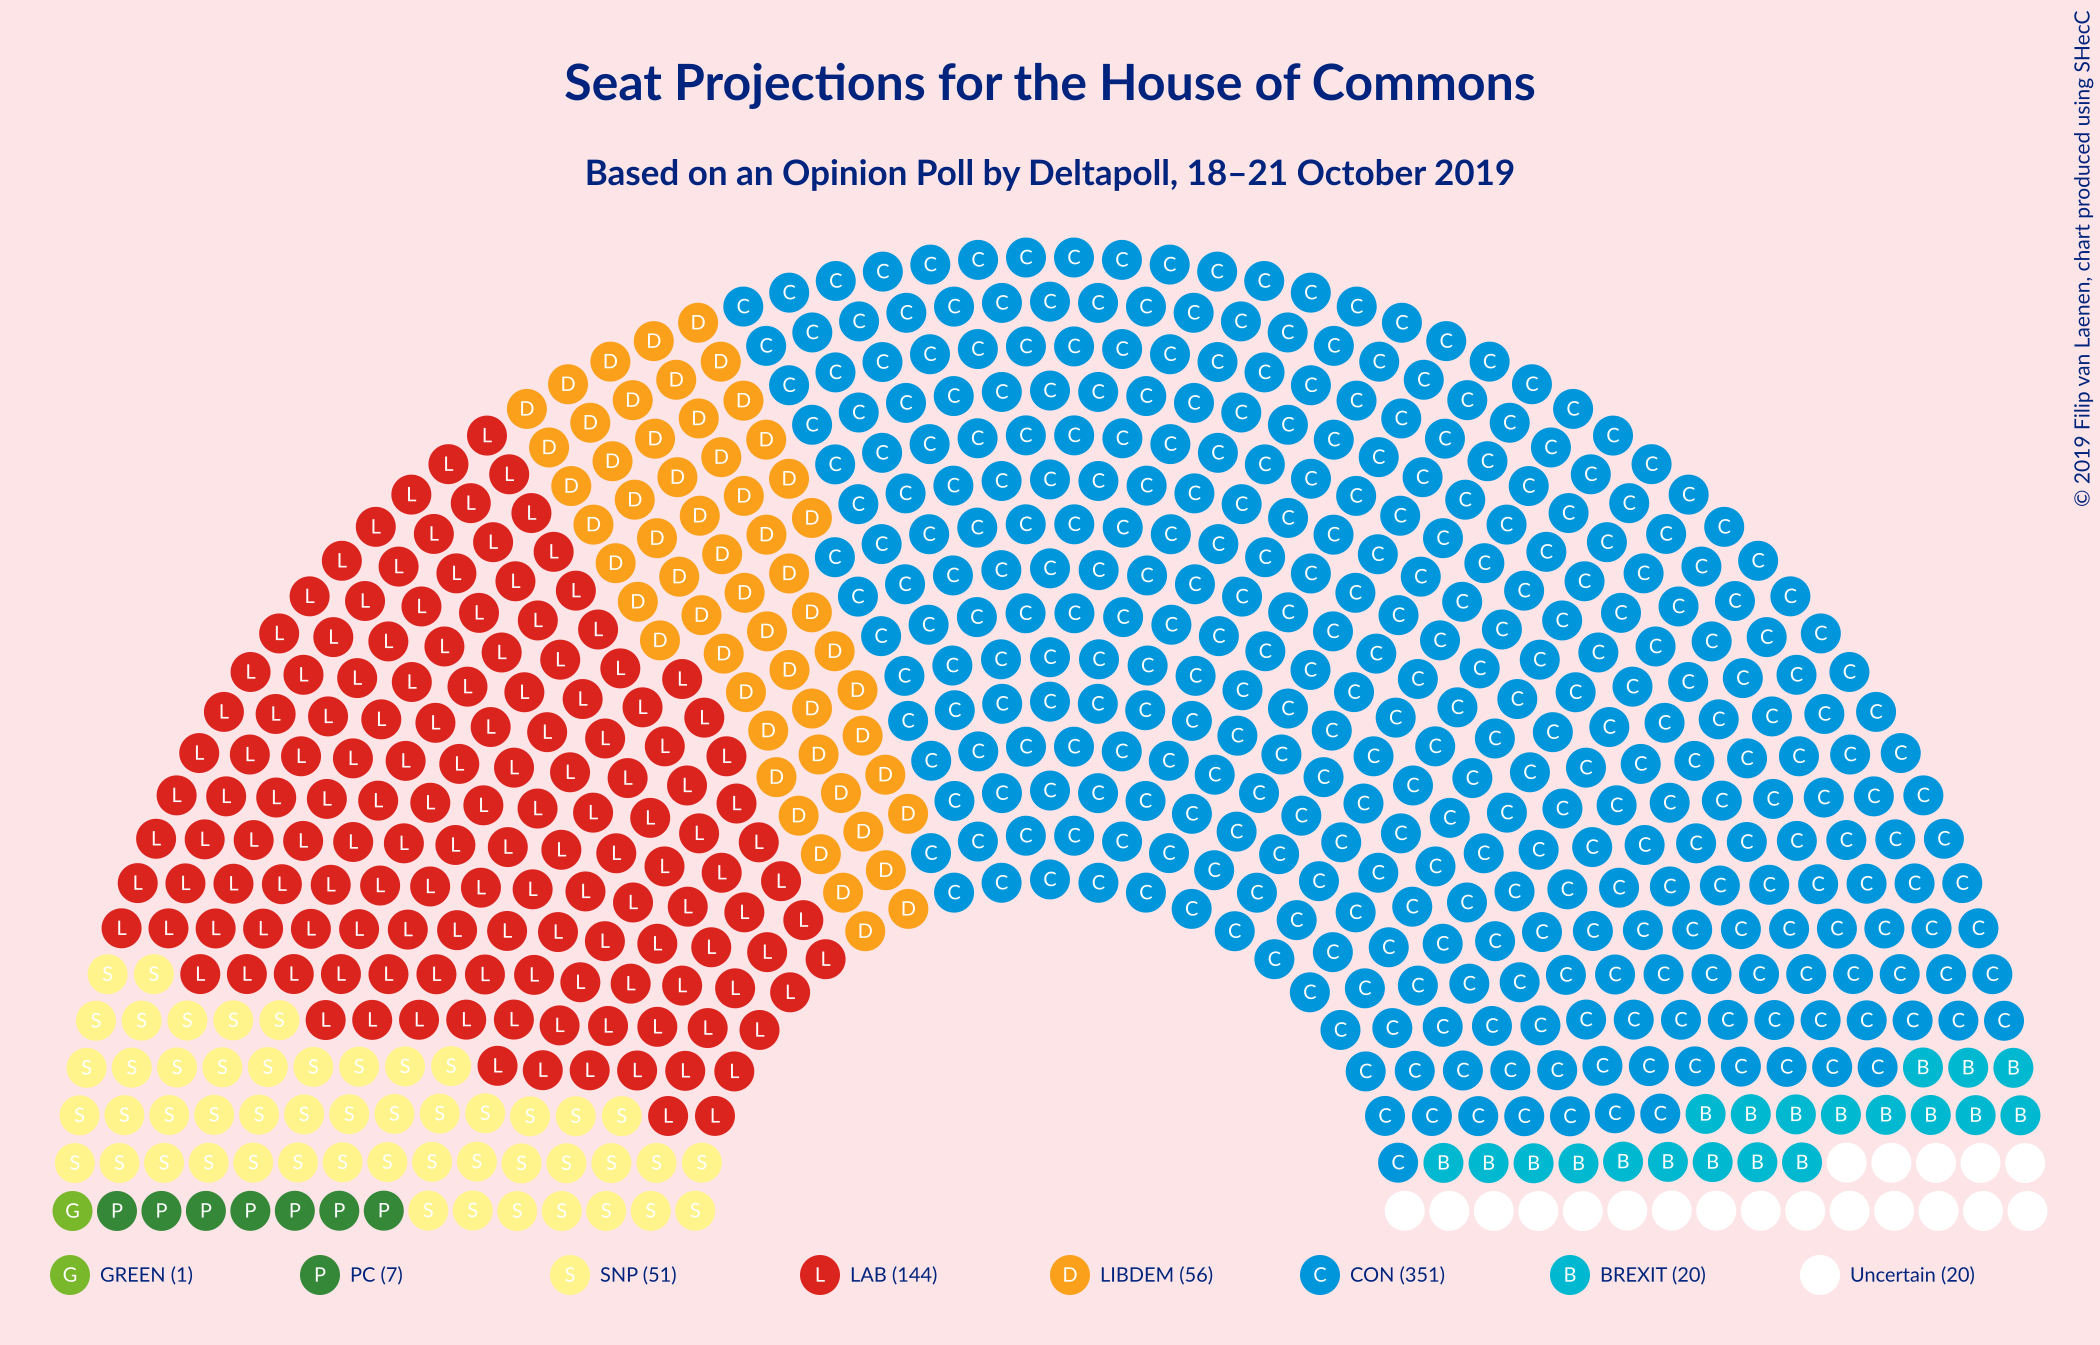 Seat Projections for the House of Commons
Based on an Opinion Poll by Deltapoll, 18–21 October 2019
© 2019 Filip van Laenen, chart produced using SHecC
G GREEN (1)
P PC (7)
S SNP (51)
L LAB (144)
D LIBDEM (56)
C CON (351)
B BREXIT (20)
Uncertain (20)